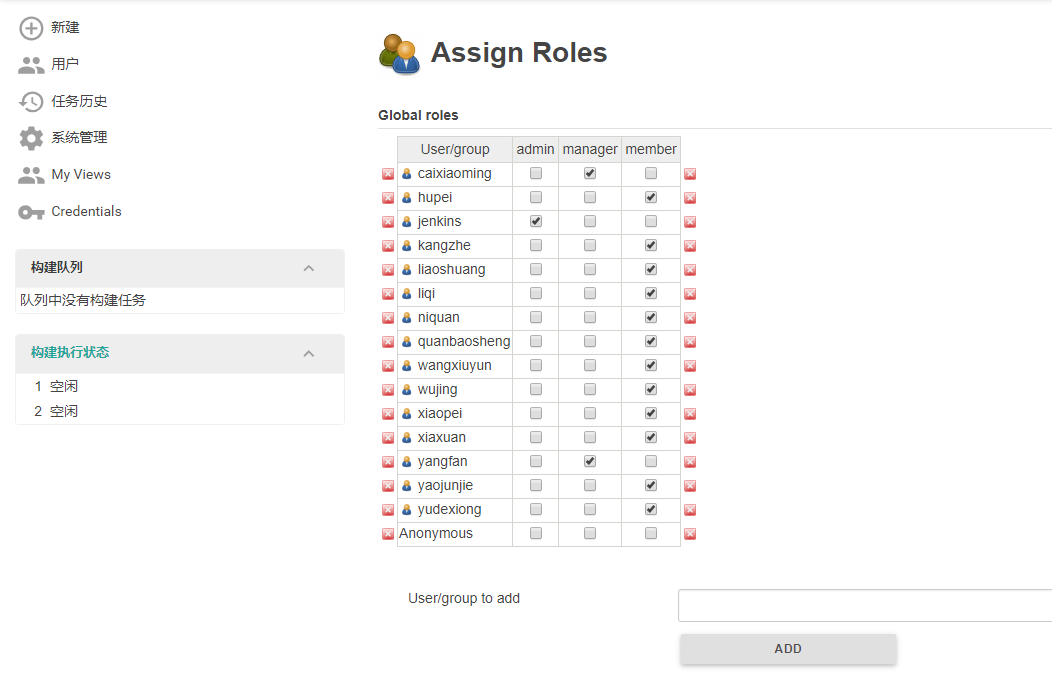 新建
用户
任务历史
系统管理
My Views
Credentials
构建队列
队列中没有构建任务
构建执行状态
1 空闲
2 空闲
Assign Roles
Global roles
User/group admin manager member
caixiaoming
hupei
jenkins
kangzhe
liaoshuang
liqi
niquan
quanbaosheng
wangxiuyun
wujing
xiaopei
xiaxuan
yangfan
yaojunjie
yudexiong
Anonymous
User/group to add
ADD